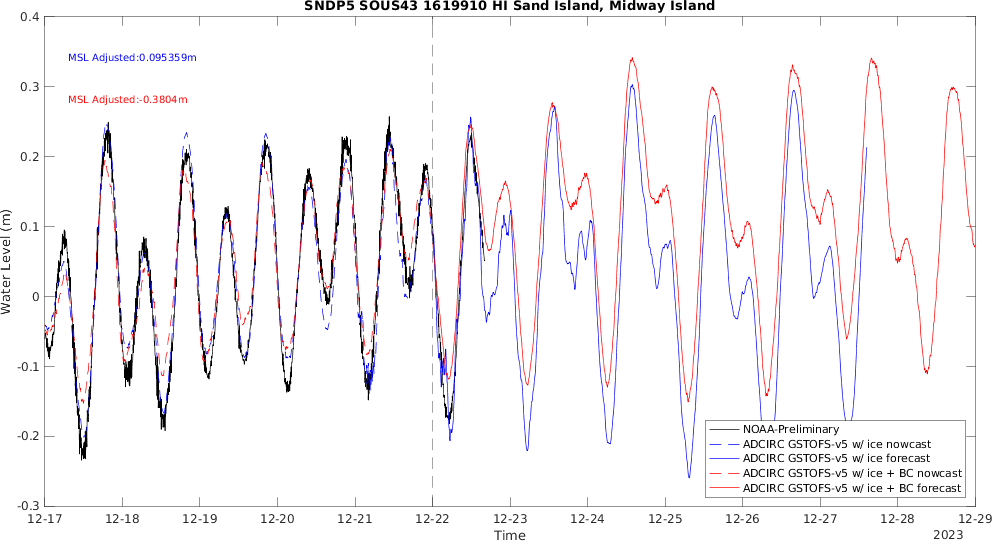 SNDP5 SOUS43 1619910 HI Sand Island, Midway Island
0.4
0.3
0.2
0.1
0
-0.1
-0.2
-0.3
Water Level (m)
MSL Adjusted:0.095359m
MSL Adjusted:-0.3804m
NOAA-Preliminary
ADCIRC GSTOFS-v5 w/ ice nowcast
ADCIRC GSTOFS-v5 w/ ice forecast
ADCIRC GSTOFS-v5 w/ ice + BC nowcast
ADCIRC GSTOFS-v5 w/ ice + BC forecast
12-17 12-18 12-19 12-20 12-21 12-22 12-23 12-24 12-25 12-26 12-27 12-28 12-29
Time
2023